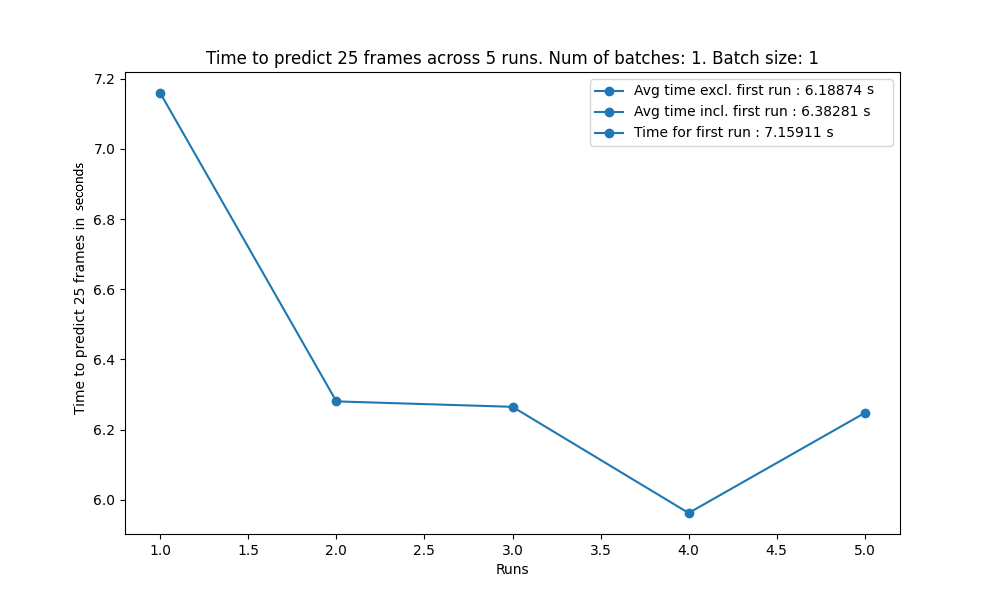 Time to predict 25 frames across 5 runs. Num of batches: 1. Batch size: 1
Avg time excl. first run : 6.18874 s
Avg time incl. first run : 6.38281 s
Time for first run : 7.15911 s
Time to predict 25 frames in seconds
7.2
7.0
6.8
6.6
6.4
6.2
6.0
1.0 1.5 2.0 2.5 3.0 3.5 4.0 4.5 5.0
Runs